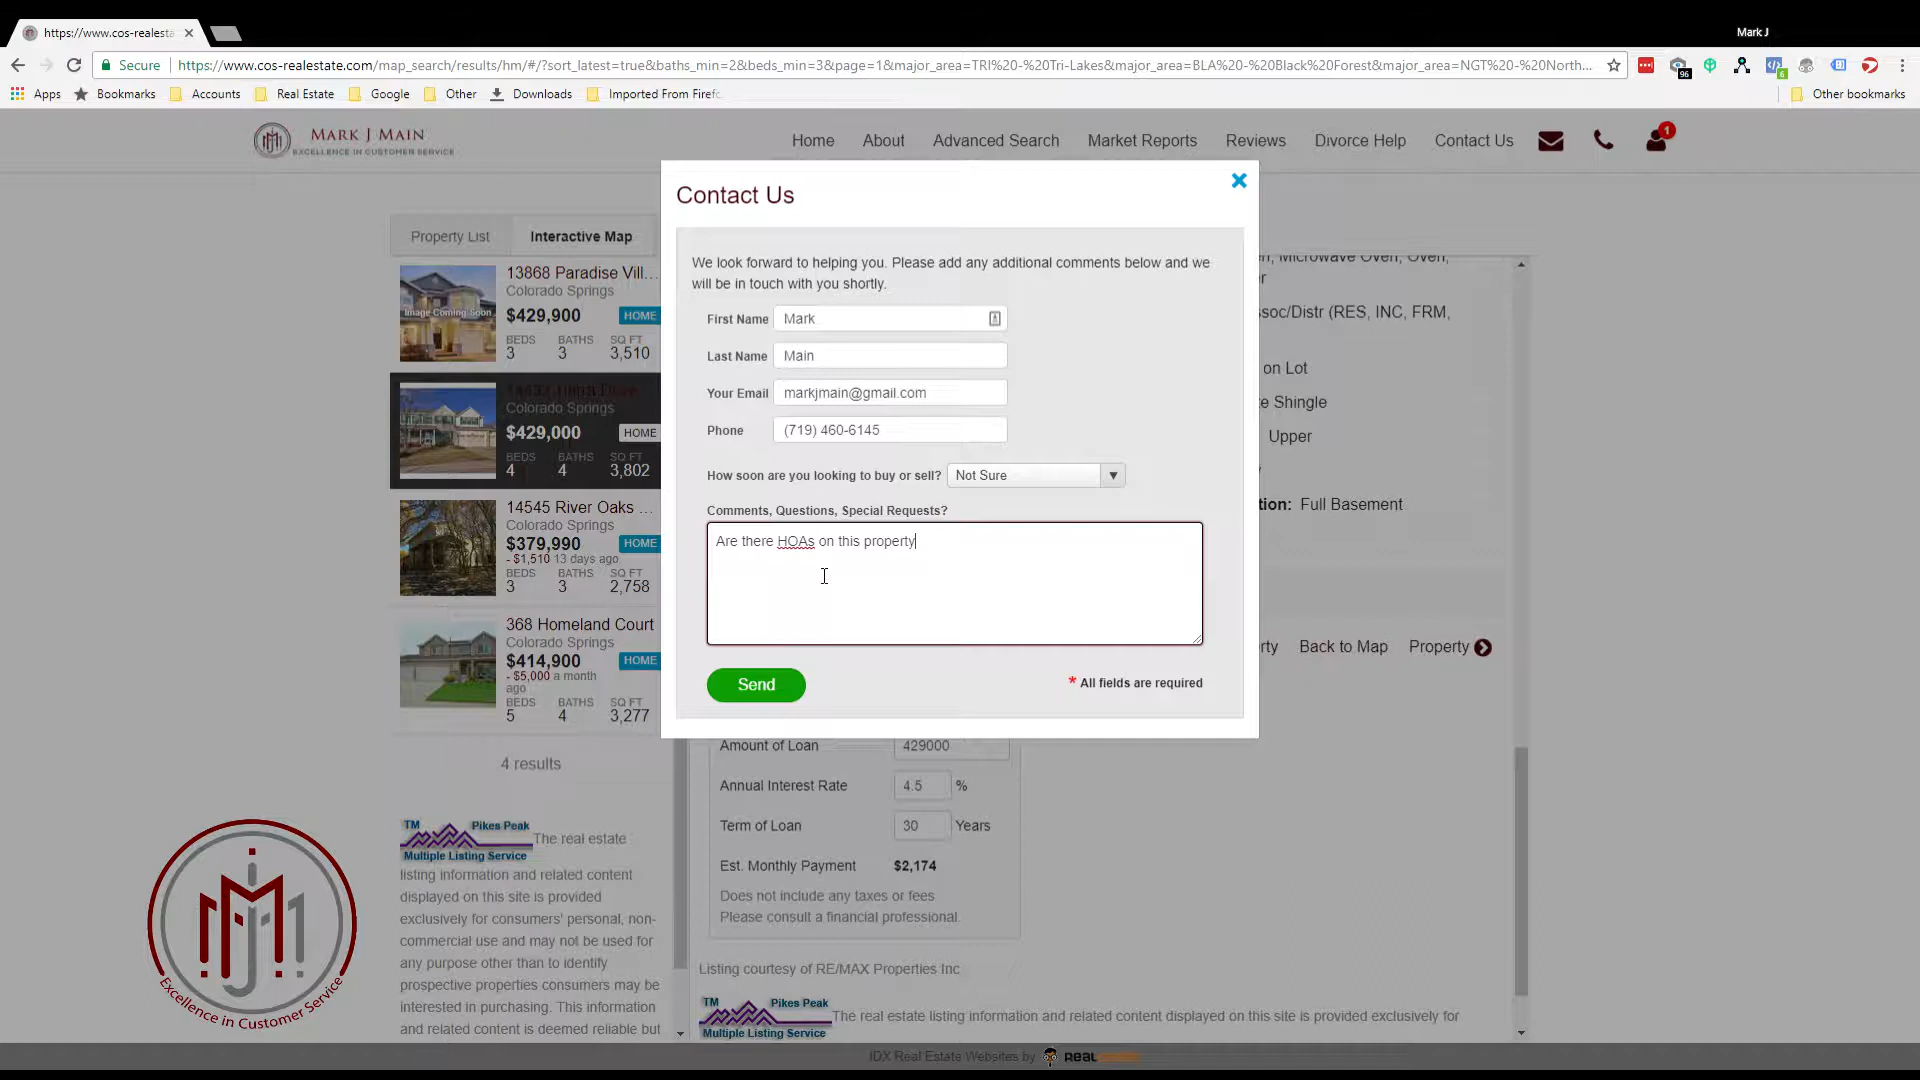 https://www.cos-realesta
Mark J
Secure
https://www.cos-realestate.com/map_search/results/hm/#/?sort_latest=true&baths_min=2&beds_min=3&page=1&major_area=TRI%20-%20Tri-Lakes&major_area=BLA%20-%20Black%20Forest&major_area=NGT%20-%20North...
96
6
Apps
Bookmarks
Accounts
Real Estate
Google
Other
Downloads
Imported From Firefo
Other bookmarks
MARK J MAIN
EXCELLENCE IN CUSTOMER SERVICE
Home
About
Advanced Search
Market Reports
Reviews
Divorce Help
Contact Us
1
Property List
Interactive Map
13868 Paradise Vill...
Colorado Springs
$429,900
HOME
Image Coming Soon
BEDS
BATHS
SQ FT
3
3
3,510
Colorado Springs
$429,000
HOME
BEDS
BATHS
SQ FT
4
4
3,802
14545 River Oaks ...
Colorado Springs
$379,990
HOME
- $1,510 13 days ago
BEDS
BATHS
SQ FT
3
3
2,758
368 Homeland Court
Colorado Springs
$414,900
HOME
- $5,000 a month
ago
BEDS
BATHS
SQ FT
5
4
3,277
4 results
TM
Pikes Peak
Multiple Listing Service
The real estate
listing information and related content
displayed on this site is provided
exclusively for consumers' personal, non-
commercial use and may not be used for
any purpose other than to identify
prospective properties consumers may be
interested in purchasing. This information
and related content is deemed reliable but
Excellence in Customer Service
Contact Us
We look forward to helping you. Please add any additional comments below and we
will be in touch with you shortly.
First Name
Mark
Last Name
Main
Your Email
markjmain@gmail.com
Phone
(719) 460-6145
How soon are you looking to buy or sell?
Not Sure
Comments, Questions, Special Requests?
Are there HOAs on this property
Send
* All fields are required
Microwave Oven, Oven,
ssoc/Distr (RES, INC, FRM,
on Lot
te Shingle
Upper
tion: Full Basement
rty
Back to Map
Property
Amount of Loan
429000
Annual Interest Rate
4.5
%
Term of Loan
30
Years
Est. Monthly Payment
$2,174
Does not include any taxes or fees
Please consult a financial professional.
Listing courtesy of RE/MAX Properties Inc
TM
Pikes Peak
Multiple Listing Service
The real estate listing information and related content displayed on this site is provided exclusively for
IDX Real Estate Websites by
REAL